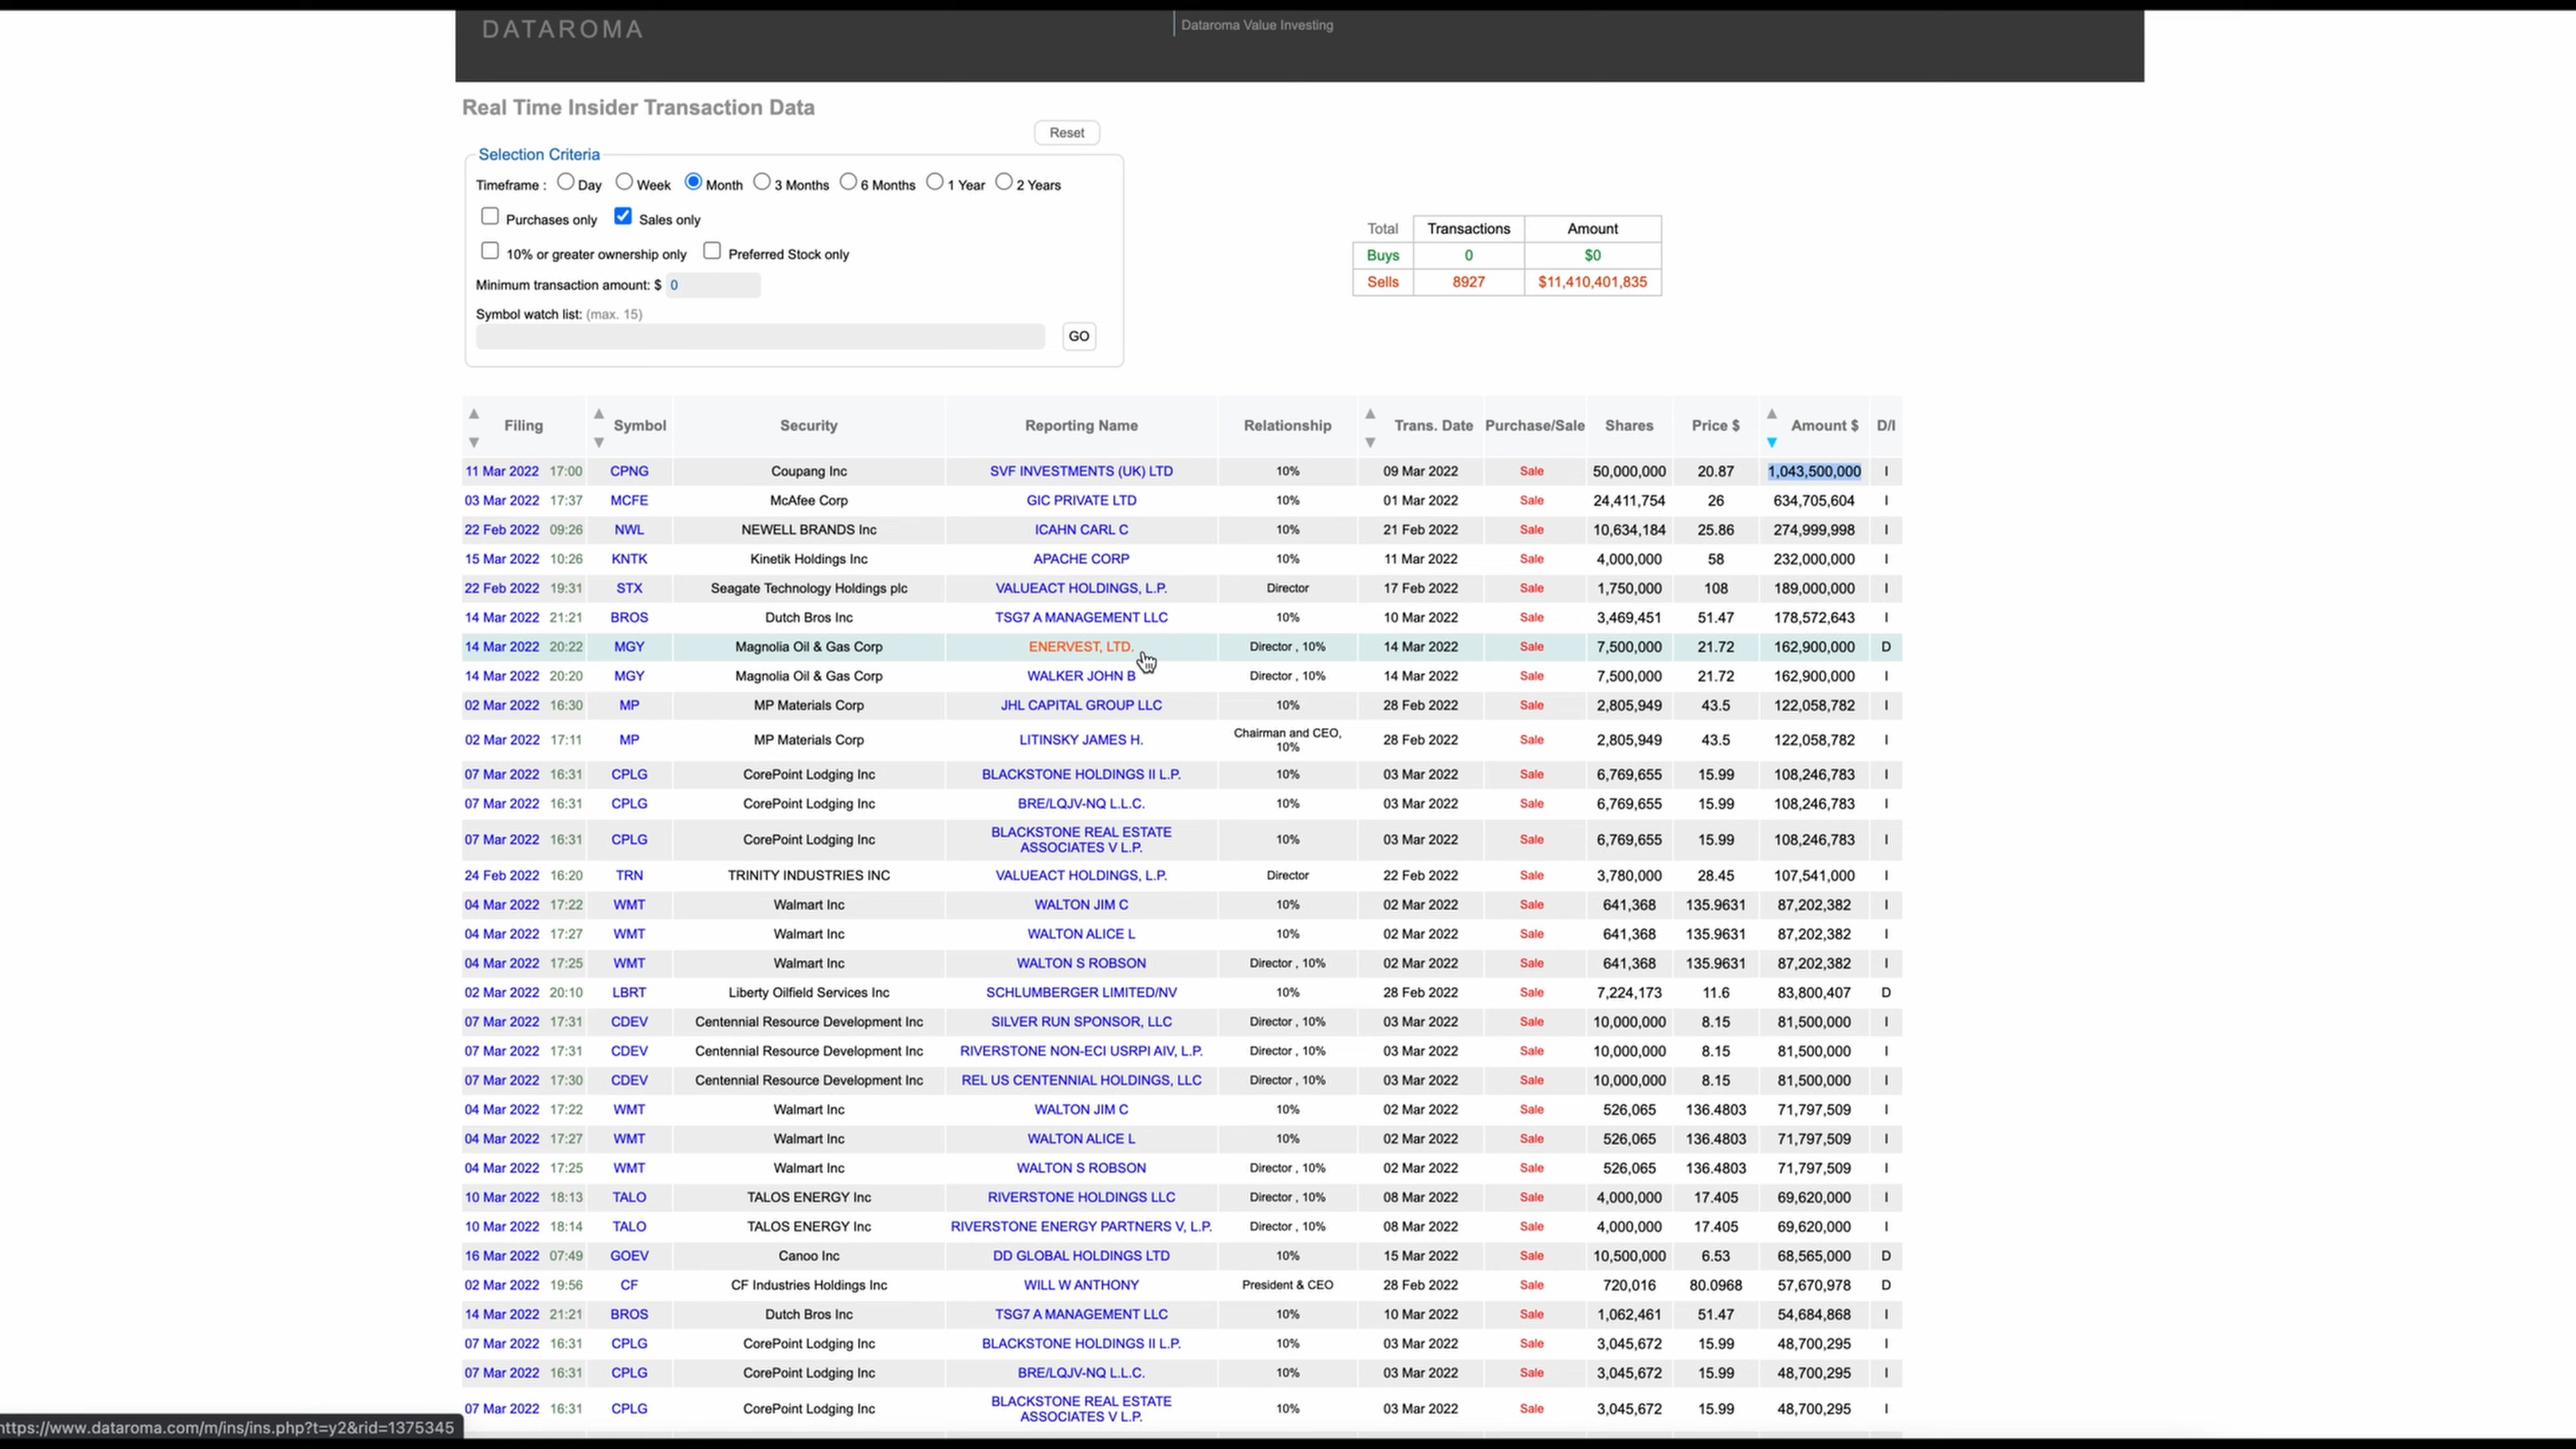 DATAROMA
Dataroma Value Investing
Real Time Insider Transaction Data
Reset
Selection Criteria
Timeframe : Day Week Month 3 Months 6 Months 1 Year 2 Years
Purchases only Sales only
10% or greater ownership only Preferred Stock only
Minimum transaction amount: $ 0
Symbol watch list: (max. 15)
GO
Total Transactions Amount
Buys 0 $0
Sells 8927 $11,410,401,835
▲ ▼ Filing ▲ ▼ Symbol Security Reporting Name Relationship ▲ ▼ Trans. Date Purchase/Sale Shares Price $ ▲ ▼ Amount $ D/I
11 Mar 2022 17:00 CPNG Coupang Inc SVF INVESTMENTS (UK) LTD 10% 09 Mar 2022 Sale 50,000,000 20.87 1,043,500,000 I
03 Mar 2022 17:37 MCFE McAfee Corp GIC PRIVATE LTD 10% 01 Mar 2022 Sale 24,411,754 26 634,705,604 I
22 Feb 2022 09:26 NWL NEWELL BRANDS Inc ICAHN CARL C 10% 21 Feb 2022 Sale 10,634,184 25.86 274,999,998 I
15 Mar 2022 10:26 KNTK Kinetik Holdings Inc APACHE CORP 10% 11 Mar 2022 Sale 4,000,000 58 232,000,000 I
22 Feb 2022 19:31 STX Seagate Technology Holdings plc VALUEACT HOLDINGS, L.P. Director 17 Feb 2022 Sale 1,750,000 108 189,000,000 I
14 Mar 2022 21:21 BROS Dutch Bros Inc TSG7 A MANAGEMENT LLC 10% 10 Mar 2022 Sale 3,469,451 51.47 178,572,643 I
14 Mar 2022 20:22 MGY Magnolia Oil & Gas Corp ENERVEST, LTD. Director , 10% 14 Mar 2022 Sale 7,500,000 21.72 162,900,000 D
14 Mar 2022 20:20 MGY Magnolia Oil & Gas Corp WALKER JOHN B Director , 10% 14 Mar 2022 Sale 7,500,000 21.72 162,900,000 I
02 Mar 2022 16:30 MP MP Materials Corp JHL CAPITAL GROUP LLC 10% 28 Feb 2022 Sale 2,805,949 43.5 122,058,782 I
02 Mar 2022 17:11 MP MP Materials Corp LITINSKY JAMES H. Chairman and CEO, 10% 28 Feb 2022 Sale 2,805,949 43.5 122,058,782 I
07 Mar 2022 16:31 CPLG CorePoint Lodging Inc BLACKSTONE HOLDINGS II L.P. 10% 03 Mar 2022 Sale 6,769,655 15.99 108,246,783 I
07 Mar 2022 16:31 CPLG CorePoint Lodging Inc BRE/LQJV-NQ L.L.C. 10% 03 Mar 2022 Sale 6,769,655 15.99 108,246,783 I
07 Mar 2022 16:31 CPLG CorePoint Lodging Inc BLACKSTONE REAL ESTATE ASSOCIATES V L.P. 10% 03 Mar 2022 Sale 6,769,655 15.99 108,246,783 I
24 Feb 2022 16:20 TRN TRINITY INDUSTRIES INC VALUEACT HOLDINGS, L.P. Director 22 Feb 2022 Sale 3,780,000 28.45 107,541,000 I
04 Mar 2022 17:22 WMT Walmart Inc WALTON JIM C 10% 02 Mar 2022 Sale 641,368 135.9631 87,202,382 I
04 Mar 2022 17:27 WMT Walmart Inc WALTON ALICE L 10% 02 Mar 2022 Sale 641,368 135.9631 87,202,382 I
04 Mar 2022 17:25 WMT Walmart Inc WALTON S ROBSON Director , 10% 02 Mar 2022 Sale 641,368 135.9631 87,202,382 I
02 Mar 2022 20:10 LBRT Liberty Oilfield Services Inc SCHLUMBERGER LIMITED/NV 10% 28 Feb 2022 Sale 7,224,173 11.6 83,800,407 D
07 Mar 2022 17:31 CDEV Centennial Resource Development Inc SILVER RUN SPONSOR, LLC Director , 10% 03 Mar 2022 Sale 10,000,000 8.15 81,500,000 I
07 Mar 2022 17:31 CDEV Centennial Resource Development Inc RIVERSTONE NON-ECI USRPI AIV, L.P. Director , 10% 03 Mar 2022 Sale 10,000,000 8.15 81,500,000 I
07 Mar 2022 17:30 CDEV Centennial Resource Development Inc REL US CENTENNIAL HOLDINGS, LLC Director , 10% 03 Mar 2022 Sale 10,000,000 8.15 81,500,000 I
04 Mar 2022 17:22 WMT Walmart Inc WALTON JIM C 10% 02 Mar 2022 Sale 526,065 136.4803 71,797,509 I
04 Mar 2022 17:27 WMT Walmart Inc WALTON ALICE L 10% 02 Mar 2022 Sale 526,065 136.4803 71,797,509 I
04 Mar 2022 17:25 WMT Walmart Inc WALTON S ROBSON Director , 10% 02 Mar 2022 Sale 526,065 136.4803 71,797,509 I
10 Mar 2022 18:13 TALO TALOS ENERGY Inc RIVERSTONE HOLDINGS LLC Director , 10% 08 Mar 2022 Sale 4,000,000 17.405 69,620,000 I
10 Mar 2022 18:14 TALO TALOS ENERGY Inc RIVERSTONE ENERGY PARTNERS V, L.P. Director , 10% 08 Mar 2022 Sale 4,000,000 17.405 69,620,000 I
16 Mar 2022 07:49 GOEV Canoo Inc DD GLOBAL HOLDINGS LTD 10% 15 Mar 2022 Sale 10,500,000 6.53 68,565,000 D
02 Mar 2022 19:56 CF CF Industries Holdings Inc WILL W ANTHONY President & CEO 28 Feb 2022 Sale 720,016 80.0968 57,670,978 D
14 Mar 2022 21:21 BROS Dutch Bros Inc TSG7 A MANAGEMENT LLC 10% 10 Mar 2022 Sale 1,062,461 51.47 54,684,868 I
07 Mar 2022 16:31 CPLG CorePoint Lodging Inc BLACKSTONE HOLDINGS II L.P. 10% 03 Mar 2022 Sale 3,045,672 15.99 48,700,295 I
07 Mar 2022 16:31 CPLG CorePoint Lodging Inc BRE/LQJV-NQ L.L.C. 10% 03 Mar 2022 Sale 3,045,672 15.99 48,700,295 I
07 Mar 2022 16:31 CPLG CorePoint Lodging Inc BLACKSTONE REAL ESTATE ASSOCIATES V L.P. 10% 03 Mar 2022 Sale 3,045,672 15.99 48,700,295 I
https://www.dataroma.com/m/ins/ins.php?t=y2&rid=1375345